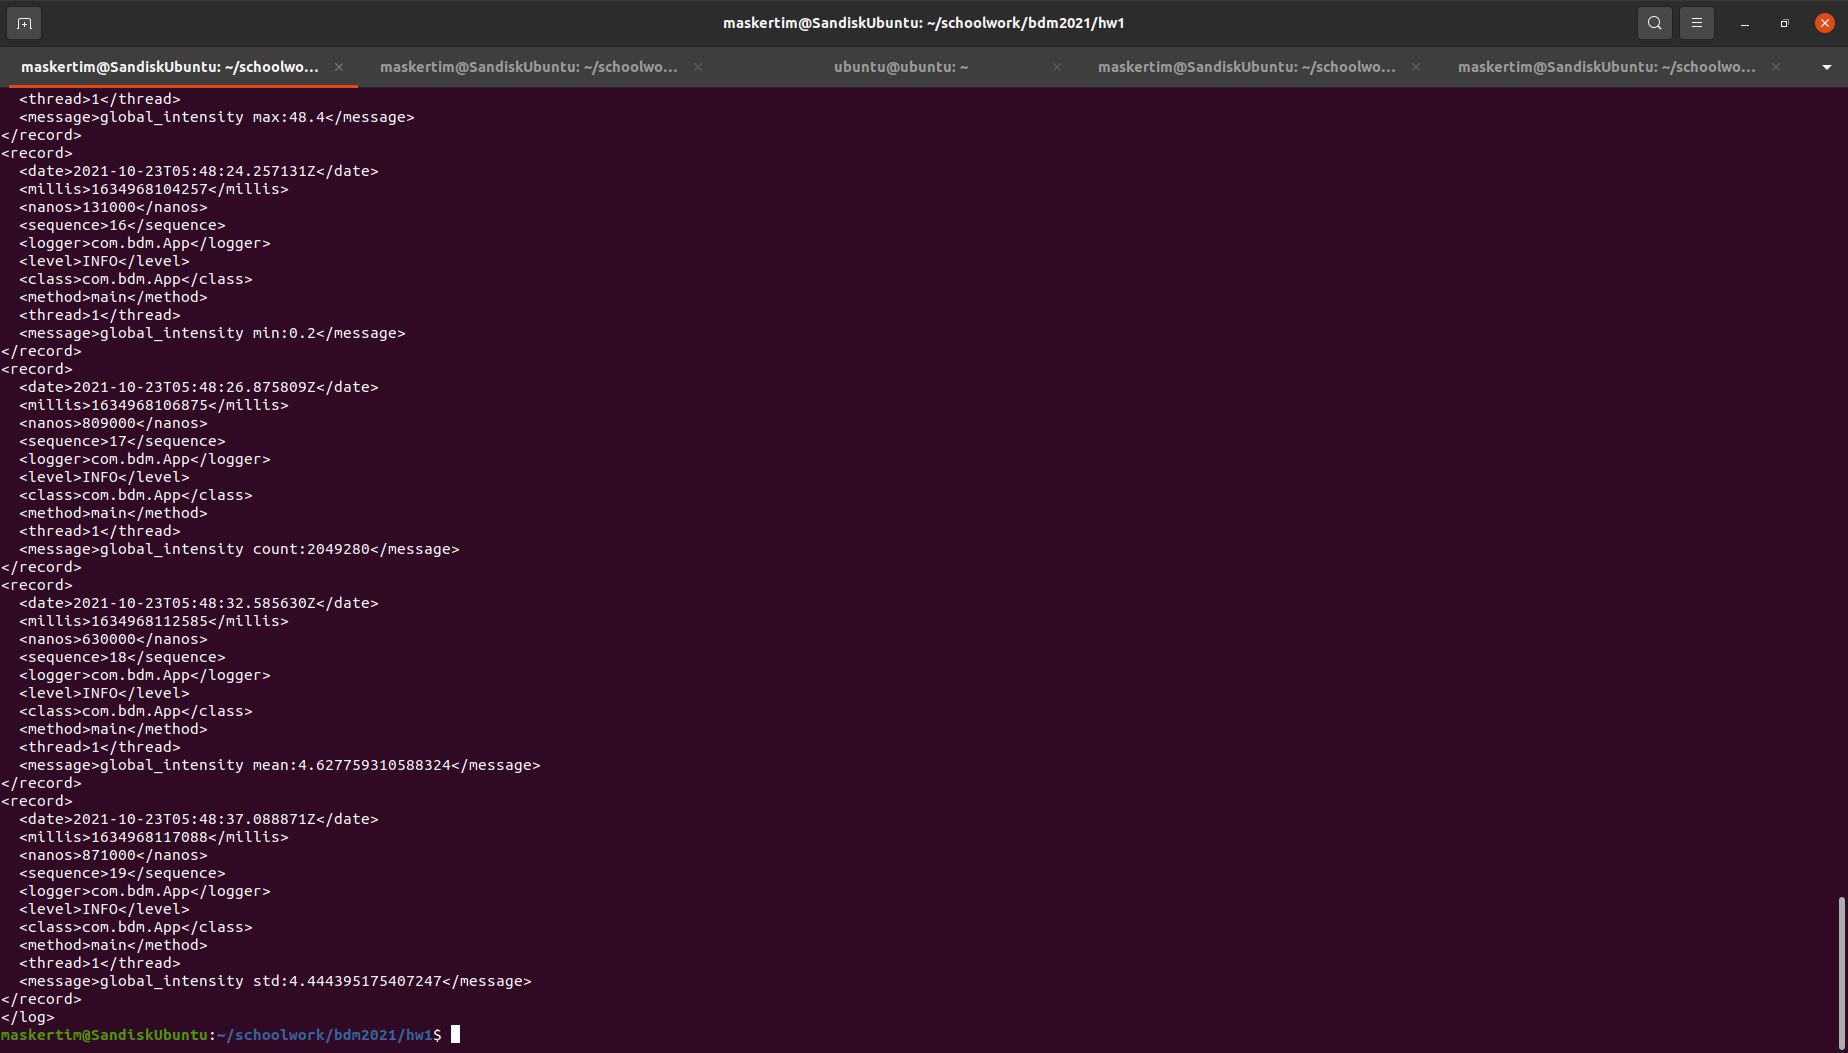 maskertim@SandiskUbuntu: ~/schoolwork/bdm2021/hw1
maskertim@SandiskUbuntu: ~/schoolwo... maskertim@SandiskUbuntu: ~/schoolwo... ubuntu@ubuntu: ~ maskertim@SandiskUbuntu: ~/schoolwo... maskertim@SandiskUbuntu: ~/schoolwo...
  <thread>1</thread>
  <message>global_intensity max:48.4</message>
</record>
<record>
  <date>2021-10-23T05:48:24.257131Z</date>
  <millis>1634968104257</millis>
  <nanos>131000</nanos>
  <sequence>16</sequence>
  <logger>com.bdm.App</logger>
  <level>INFO</level>
  <class>com.bdm.App</class>
  <method>main</method>
  <thread>1</thread>
  <message>global_intensity min:0.2</message>
</record>
<record>
  <date>2021-10-23T05:48:26.875809Z</date>
  <millis>1634968106875</millis>
  <nanos>809000</nanos>
  <sequence>17</sequence>
  <logger>com.bdm.App</logger>
  <level>INFO</level>
  <class>com.bdm.App</class>
  <method>main</method>
  <thread>1</thread>
  <message>global_intensity count:2049280</message>
</record>
<record>
  <date>2021-10-23T05:48:32.585630Z</date>
  <millis>1634968112585</millis>
  <nanos>630000</nanos>
  <sequence>18</sequence>
  <logger>com.bdm.App</logger>
  <level>INFO</level>
  <class>com.bdm.App</class>
  <method>main</method>
  <thread>1</thread>
  <message>global_intensity mean:4.627759310588324</message>
</record>
<record>
  <date>2021-10-23T05:48:37.088871Z</date>
  <millis>1634968117088</millis>
  <nanos>871000</nanos>
  <sequence>19</sequence>
  <logger>com.bdm.App</logger>
  <level>INFO</level>
  <class>com.bdm.App</class>
  <method>main</method>
  <thread>1</thread>
  <message>global_intensity std:4.444395175407247</message>
</record>
</log>
maskertim@SandiskUbuntu:~/schoolwork/bdm2021/hw1$